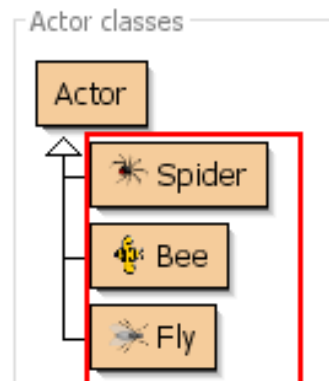 Actor classes
Actor
Spider
Bee
Fly